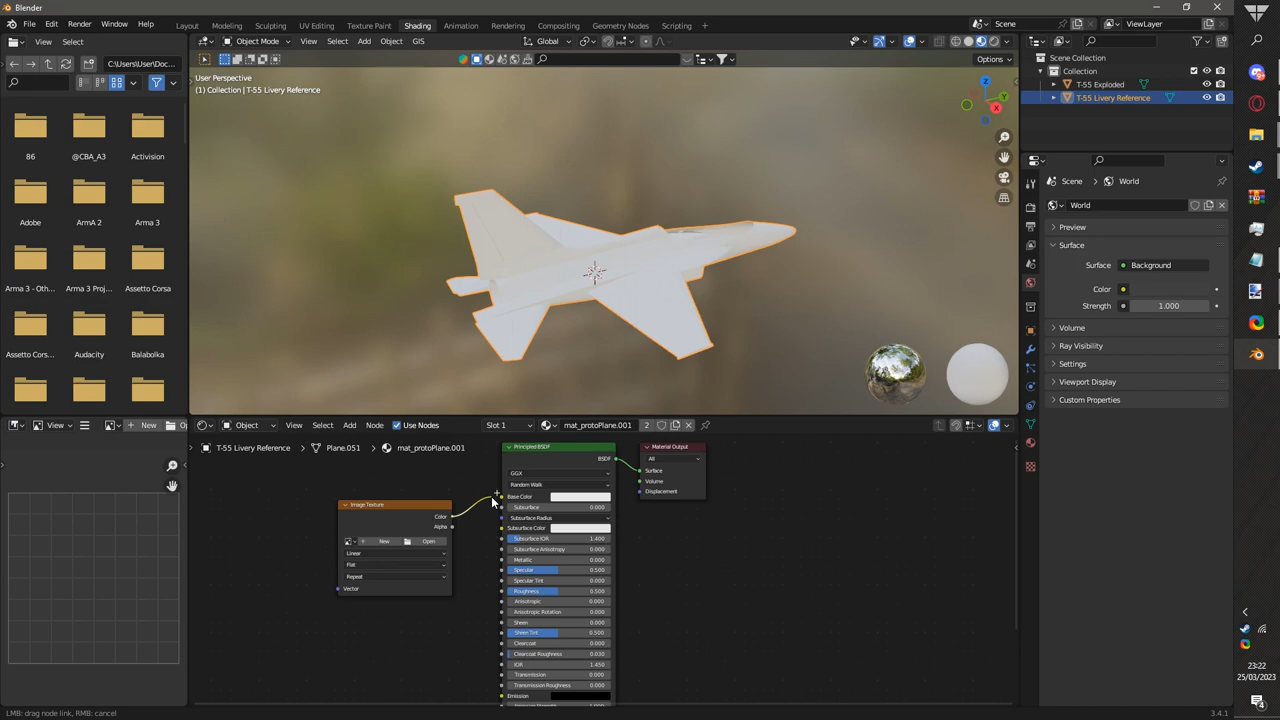 Blender
File Edit Render Window Help
Layout Modeling Sculpting UV Editing Texture Paint Shading Animation Rendering Compositing Geometry Nodes Scripting +
Scene ViewLayer
View Select
Object Mode View Select Add Object GIS
Global
Options
C:\Users\User\Doc...
User Perspective
(1) Collection | T-55 Livery Reference
Z
Y
X
Scene Collection
Collection
T-55 Exploded
T-55 Livery Reference
86 @CBA_A3 Activision
Adobe ArmA 2 Arma 3
Arma 3 - Oth... Arma 3 Proj... Assetto Corsa
Assetto Cors... Audacity Balabolka
Scene World
World
Preview
Surface
Surface Background
Color
Strength 1.000
Volume
Ray Visibility
Settings
Viewport Display
Custom Properties
View New Op
Object View Select Add Node Use Nodes Slot 1 mat_protoPlane.001 2
T-55 Livery Reference Plane.051 mat_protoPlane.001
Image Texture
Color
Alpha
New Open
Linear
Flat
Repeat
Vector
Principled BSDF
BSDF
GGX
Random Walk
Base Color
Subsurface 0.000
Subsurface Radius
Subsurface Color
Subsurface IOR 1.400
Subsurface Anisotropy 0.000
Metallic 0.000
Specular 0.500
Specular Tint 0.000
Roughness 0.500
Anisotropic 0.000
Anisotropic Rotation 0.000
Sheen 0.000
Sheen Tint 0.500
Clearcoat 0.000
Clearcoat Roughness 0.030
IOR 1.450
Transmission 0.000
Transmission Roughness 0.000
Emission
Material Output
All
Surface
Volume
Displacement
LMB: drag node link, RMB: cancel
3.4.1
23:22
25/03/2023
4